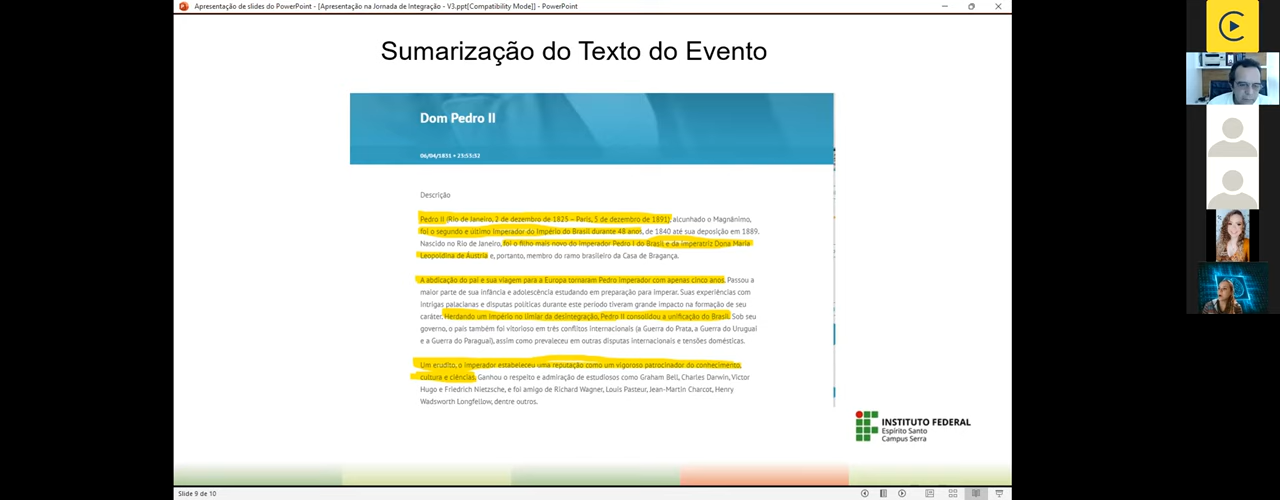 Apresentação de slides do PowerPoint - [Apresentação na Jornada de Integração - V3.ppt[Compatibility Mode]] - PowerPoint
Sumarização do Texto do Evento
Dom Pedro II
06/04/1831 • 23:53:32
Descrição
Pedro II (Rio de Janeiro, 2 de dezembro de 1825 – Paris, 5 de dezembro de 1891), alcunhado o Magnânimo,
foi o segundo e último Imperador do Império do Brasil durante 48 anos, de 1840 até sua deposição em 1889.
Nascido no Rio de Janeiro, foi o filho mais novo do Imperador Pedro I do Brasil e da imperatriz Dona Maria
Leopoldina de Áustria e, portanto, membro do ramo brasileiro da Casa de Bragança.
A abdicação do pai e sua viagem para a Europa tornaram Pedro imperador com apenas cinco anos. Passou a
maior parte de sua infância e adolescência estudando em preparação para imperar. Suas experiências com
intrigas palacianas e disputas políticas durante este período tiveram grande impacto na formação de seu
caráter. Herdando um Império no limiar da desintegração, Pedro II consolidou a unificação do Brasil. Sob seu
governo, o país também foi vitorioso em três conflitos internacionais (a Guerra do Prata, a Guerra do Uruguai
e a Guerra do Paraguai), assim como prevaleceu em outras disputas internacionais e tensões domésticas.
Um erudito, o imperador estabeleceu uma reputação como um vigoroso patrocinador do conhecimento,
cultura e ciências. Ganhou o respeito e admiração de estudiosos como Graham Bell, Charles Darwin, Victor
Hugo e Friedrich Nietzsche, e foi amigo de Richard Wagner, Louis Pasteur, Jean-Martin Charcot, Henry
Wadsworth Longfellow, dentre outros.
INSTITUTO FEDERAL
Espírito Santo
Campus Serra
Slide 9 de 10